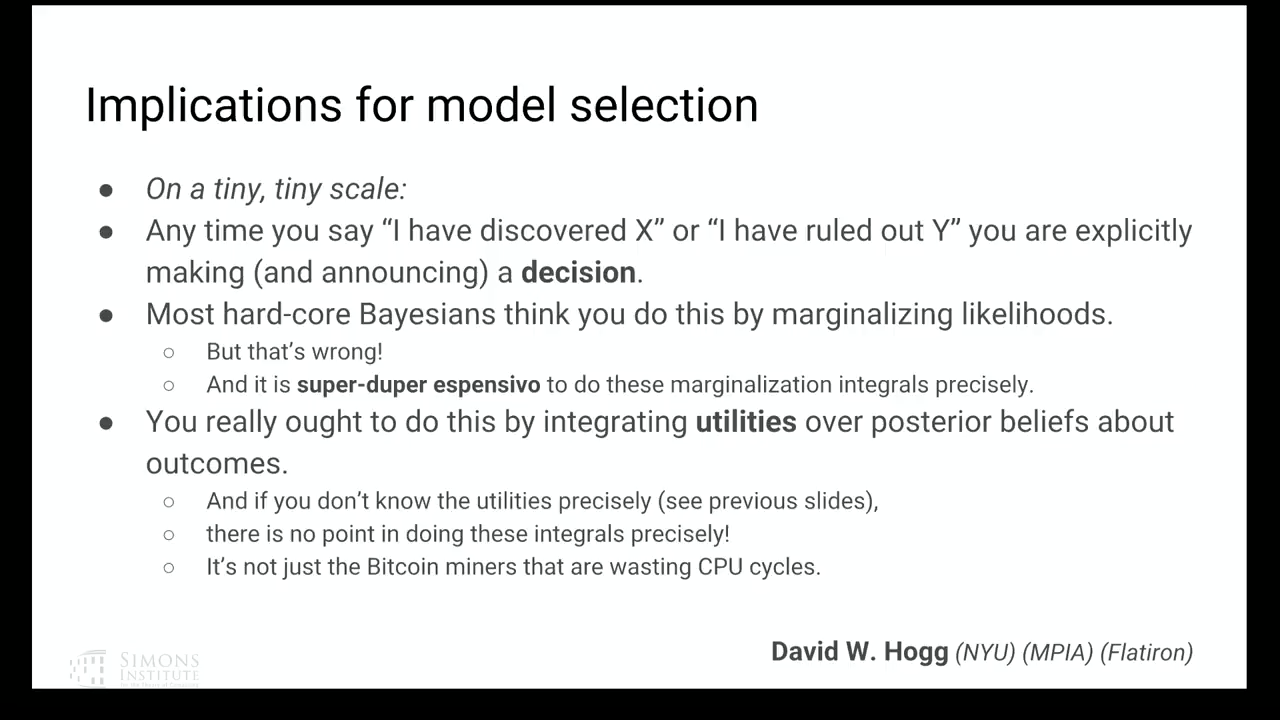 Implications for model selection
● On a tiny, tiny scale:
● Any time you say “I have discovered X” or “I have ruled out Y” you are explicitly
making (and announcing) a decision.
● Most hard-core Bayesians think you do this by marginalizing likelihoods.
○ But that’s wrong!
○ And it is super-duper espensivo to do these marginalization integrals precisely.
● You really ought to do this by integrating utilities over posterior beliefs about
outcomes.
○ And if you don’t know the utilities precisely (see previous slides),
○ there is no point in doing these integrals precisely!
○ It’s not just the Bitcoin miners that are wasting CPU cycles.
David W. Hogg (NYU) (MPIA) (Flatiron)
SIMONS
INSTITUTE
for the Theory of Computing